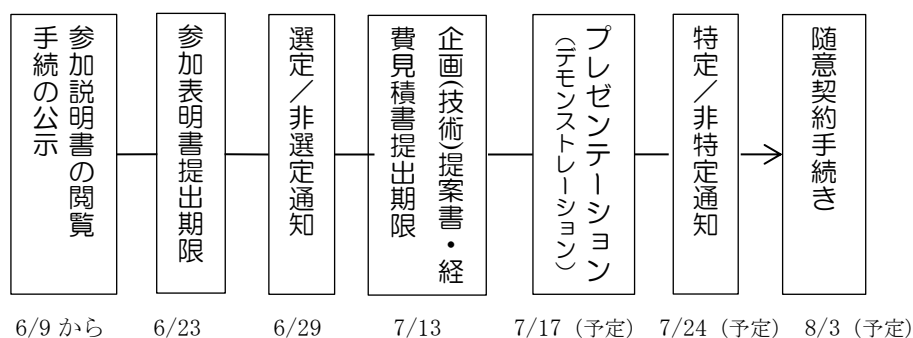 参加説明書の閲覧
手続の公示
参加表明書提出期限
選定/非選定通知
企画(技術)提案書・経
費見積書提出期限
プレゼンテーション
(デモンストレーション)
特定/非特定通知
随意契約手続き
6/9 から
6/23
6/29
7/13
7/17 (予定)
7/24 (予定)
8/3 (予定)